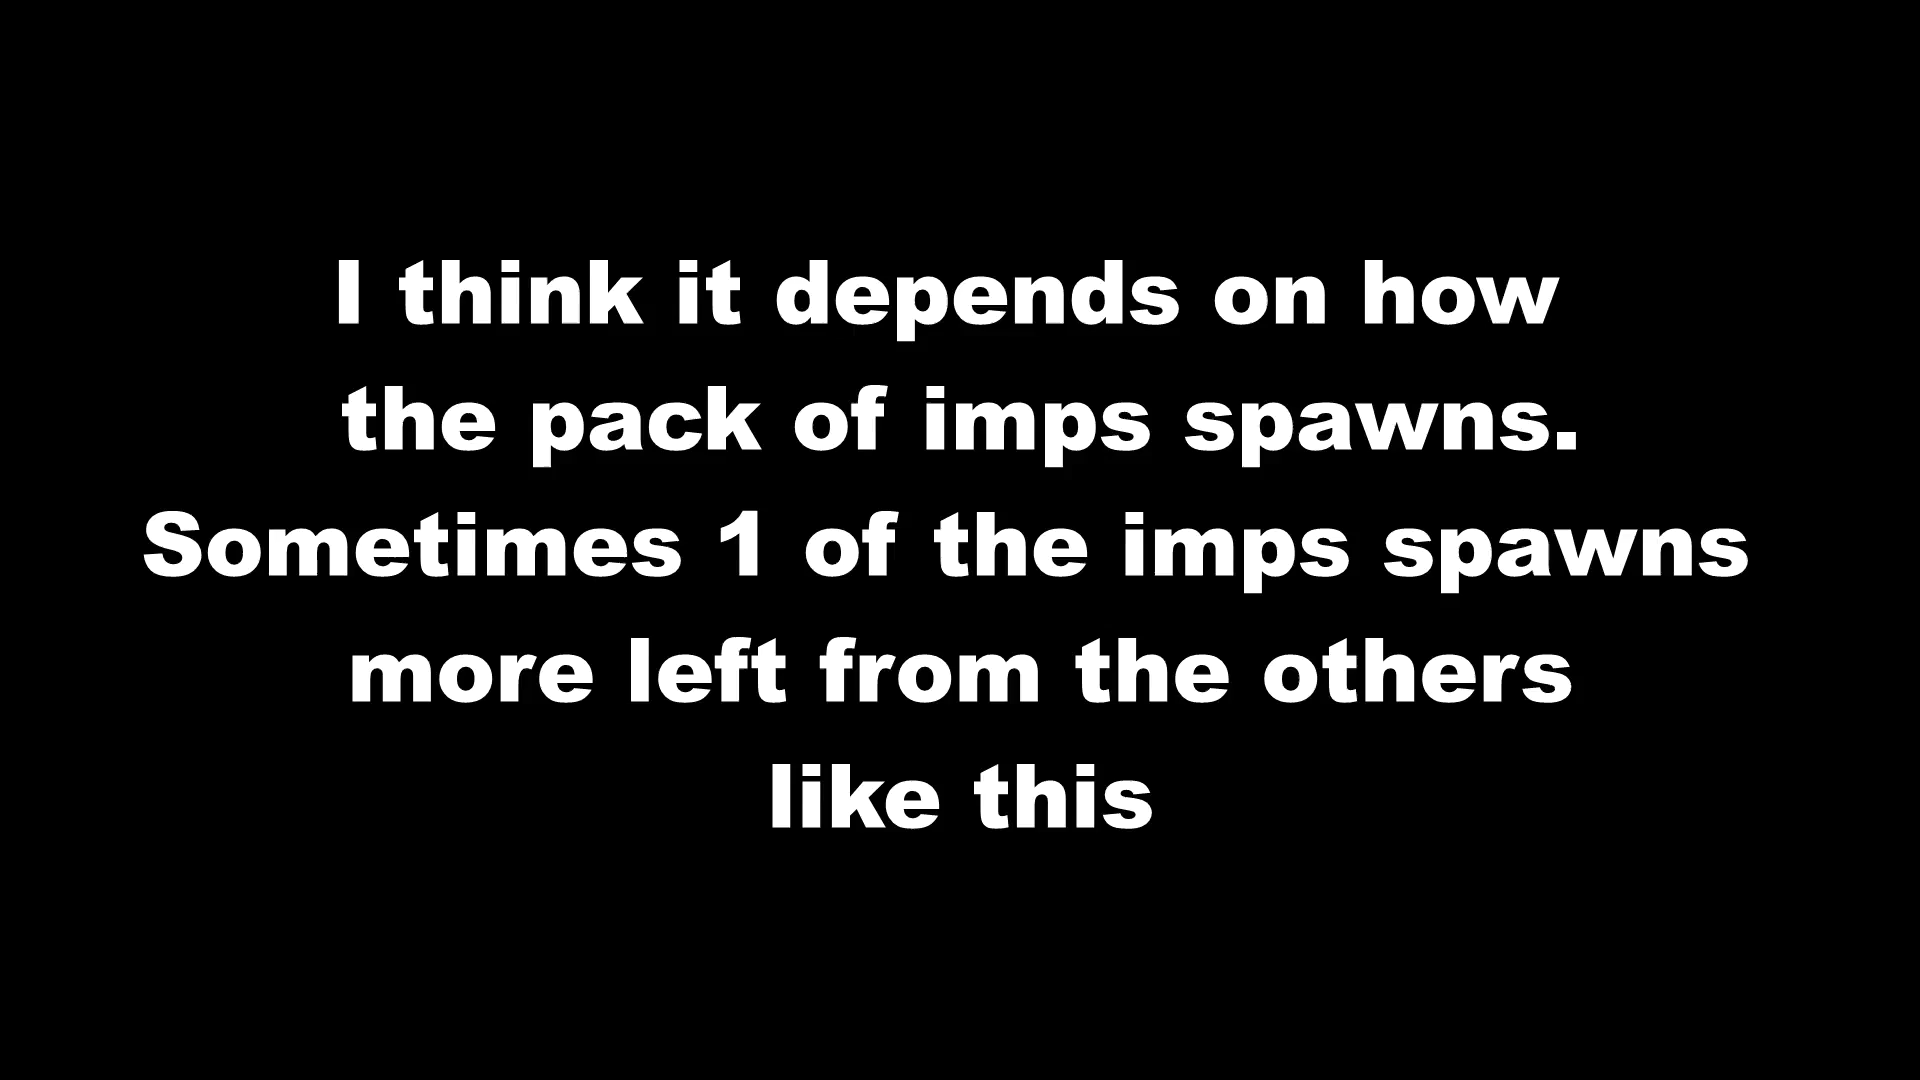 I think it depends on how
the pack of imps spawns.
Sometimes 1 of the imps spawns
more left from the others
like this